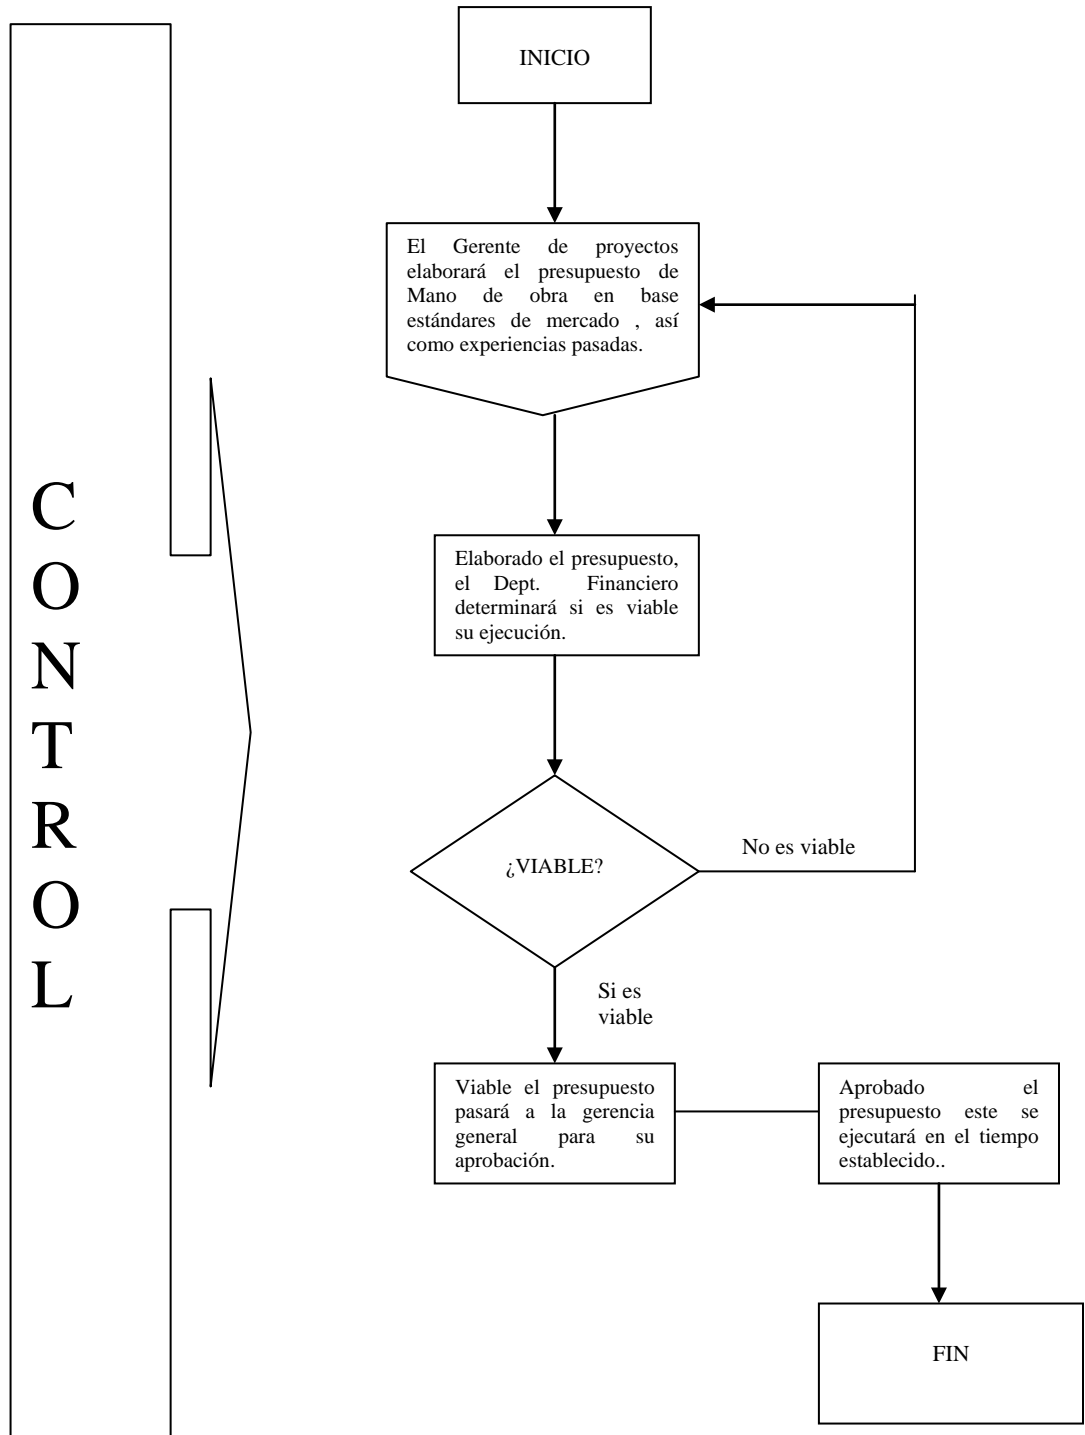 INICIO
El Gerente de proyectos
elaborará el presupuesto de
Mano de obra en base
estándares de mercado , así
como experiencias pasadas.
C
O
N
T
R
O
L
Elaborado el presupuesto,
el Dept. Financiero
determinará si es viable
su ejecución.
¿VIABLE?
No es viable
Si es
viable
Viable el presupuesto
pasará a la gerencia
general para su
aprobación.
Aprobado el
presupuesto este se
ejecutará en el tiempo
establecido..
FIN